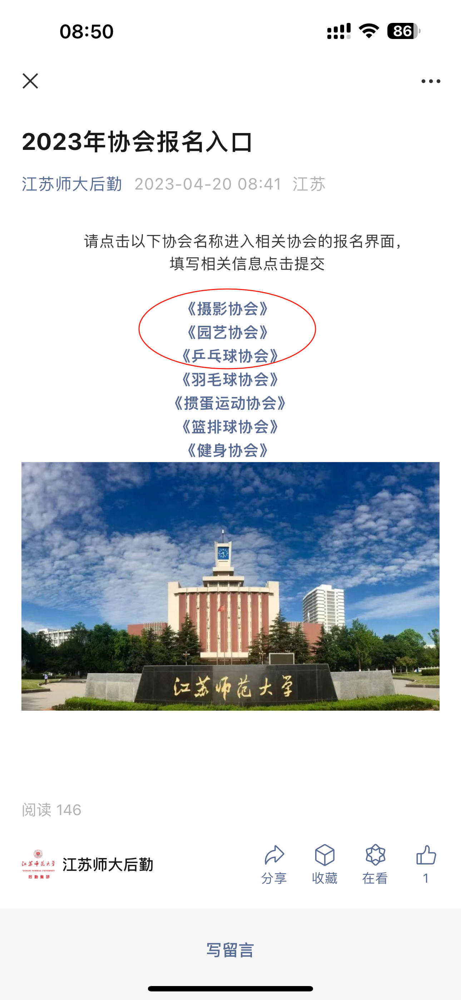 08:50
86
2023年协会报名入口
江苏师大后勤 2023-04-20 08:41 江苏
请点击以下协会名称进入相关协会的报名界面，
填写相关信息点击提交
《摄影协会》
《园艺协会》
《乒乓球协会》
《羽毛球协会》
《掼蛋运动协会》
《篮排球协会》
《健身协会》
江苏师范大学
阅读 146
江苏师范大学
JIANGSU NORMAL UNIVERSITY
后勤集团
江苏师大后勤
分享 收藏 在看 1
写留言